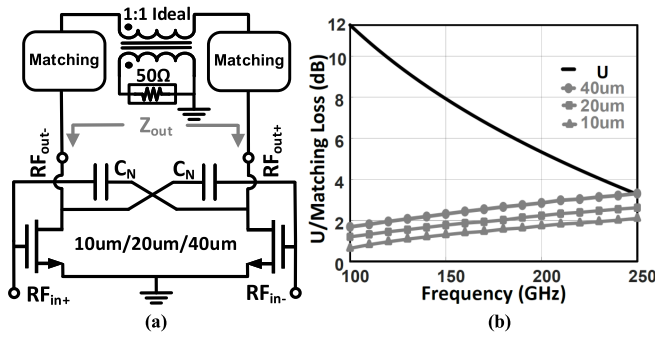 1:1 Ideal
Matching
Matching
50Ω
Zout
RFout-
RFout+
CN
CN
10um/20um/40um
RFin+
RFin-
(a)
U/Matching Loss (dB)
12
10
8
6
4
2
0
U
40um
20um
10um
100
150
200
250
Frequency (GHz)
(b)